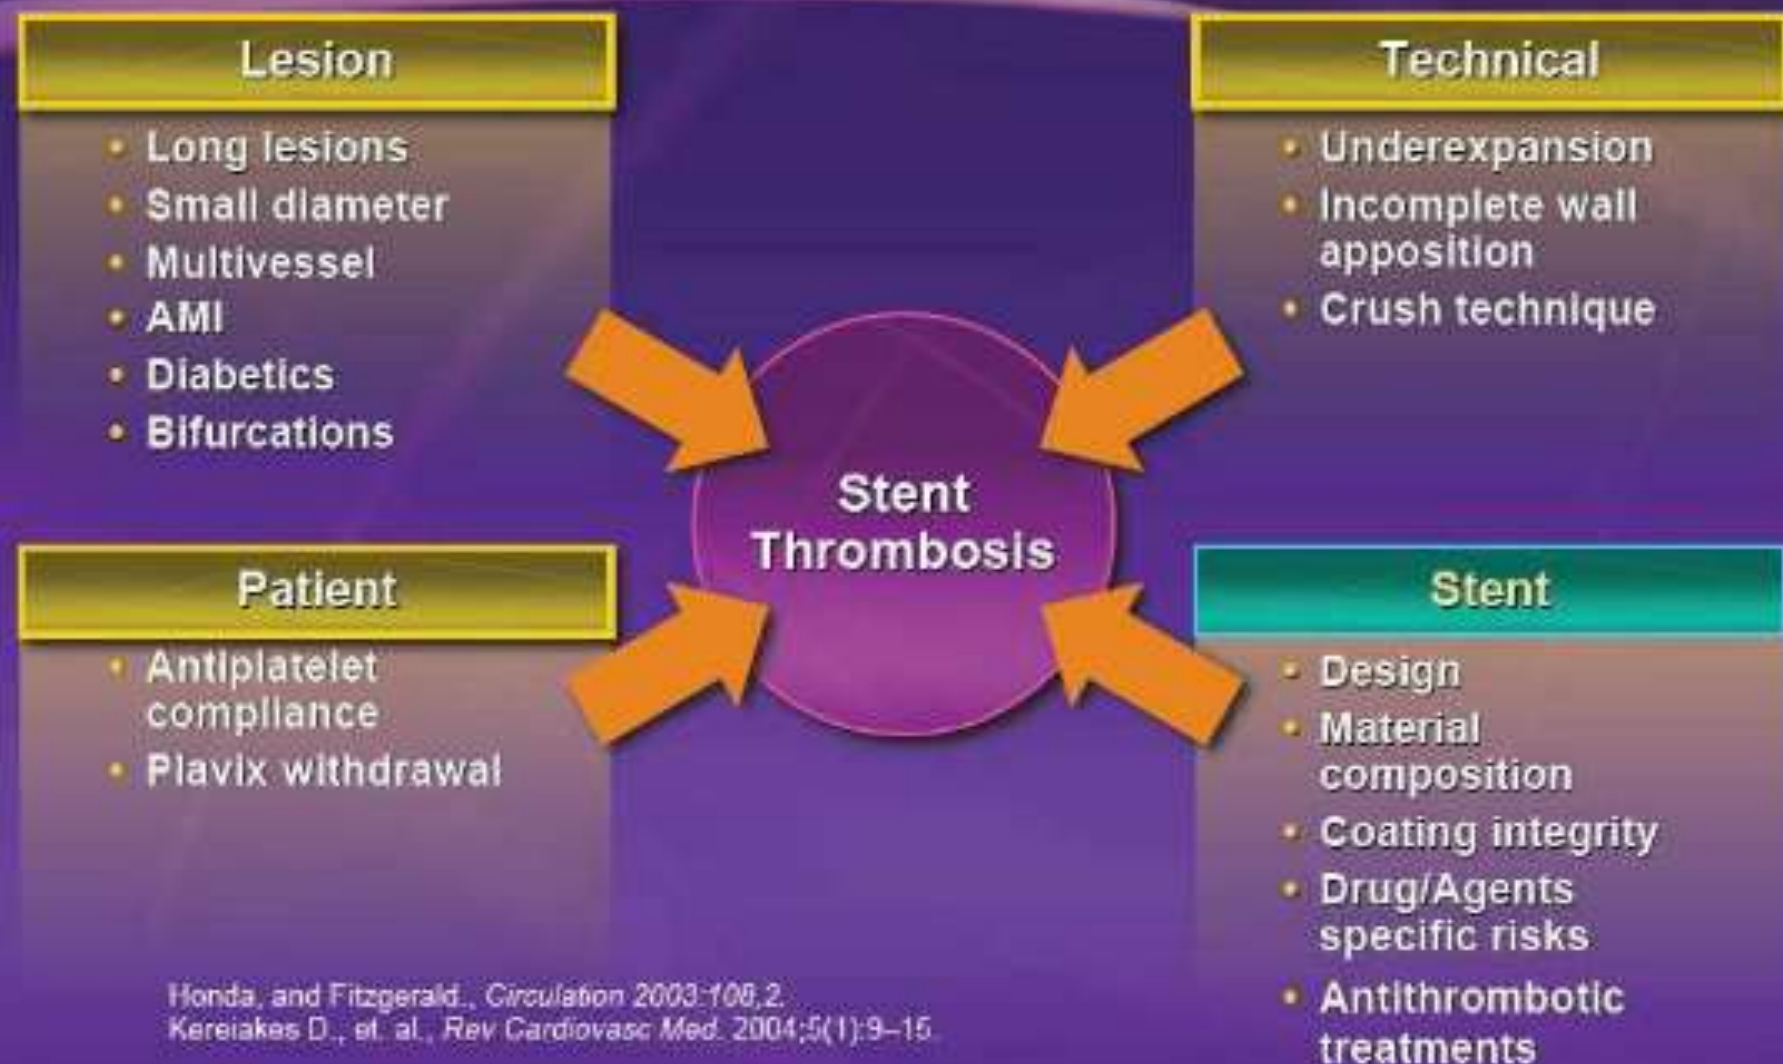 Lesion
• Long lesions
• Small diameter
• Multivessel
• AMI
• Diabetics
• Bifurcations
Technical
• Underexpansion
• Incomplete wall
apposition
• Crush technique
Stent
Thrombosis
Patient
• Antiplatelet
compliance
• Plavix withdrawal
Stent
• Design
• Material
composition
• Coating integrity
• Drug/Agents
specific risks
• Antithrombotic
treatments
Honda, and Fitzgerald., Circulation 2003:108,2.
Kereiakes D., et. al., Rev Cardiovasc Med. 2004;5(1):9–15.